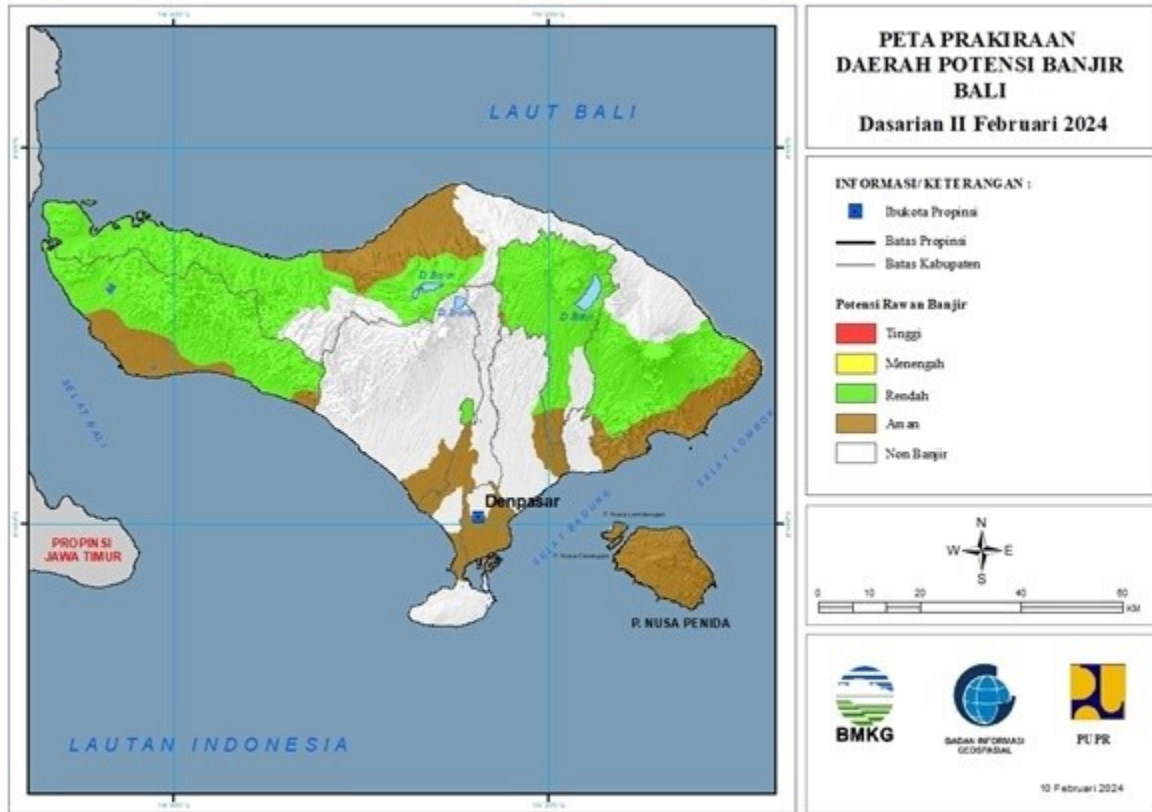 PETA PRAKIRAAN
DAERAH POTENSI BANJIR
BALI
Dasarian II Februari 2024
INFORMASI/KETERANGAN :
Ibukota Propinsi
Batas Propinsi
Batas Kabupaten
Potensi Rawan Banjir
Tinggi
Menengah
Rendah
Aman
Non Banjir
LAUT BALI
SELAT BALI
SELAT LOMBOK
SELAT BADUNG
Denpasar
PROPINSI
JAWA TIMUR
P. NUSA PENIDA
LAUTAN INDONESIA
N
W E
S
0 10 20 40 60
KM
BMKG
BADAN INFORMASI
GEOSPASIAL
PUPR
10 Februari 2024